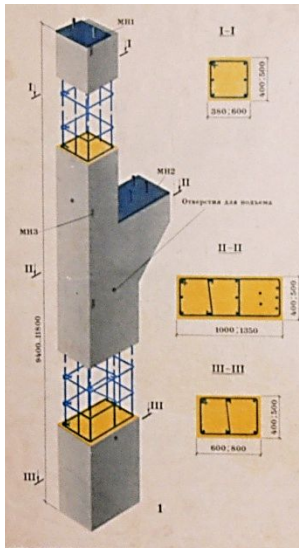 МН1
I
I
I-I
400;500
380;600
МН2
II
Отверстия для подъема
МН3
II
II-II
400;500
1000;1350
9400...11800
III-III
III
400;500
600;800
III
1